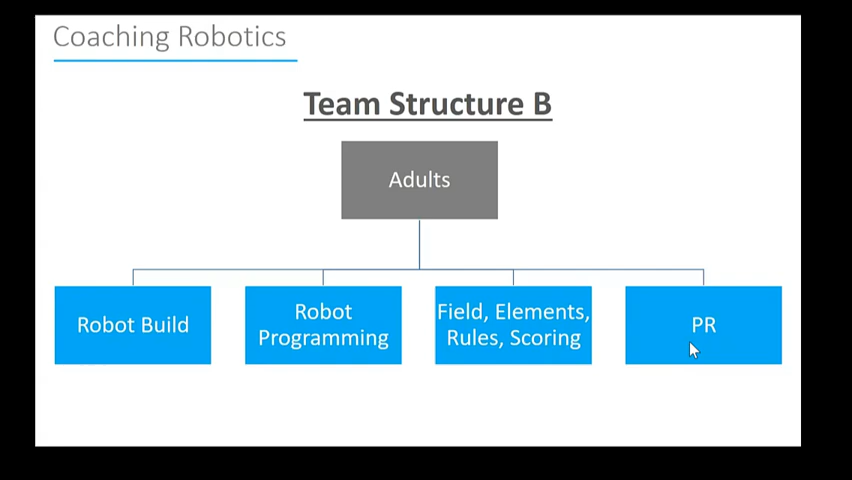 Coaching Robotics
Team Structure B
Adults
Robot Build
Robot
Programming
Field, Elements,
Rules, Scoring
PR